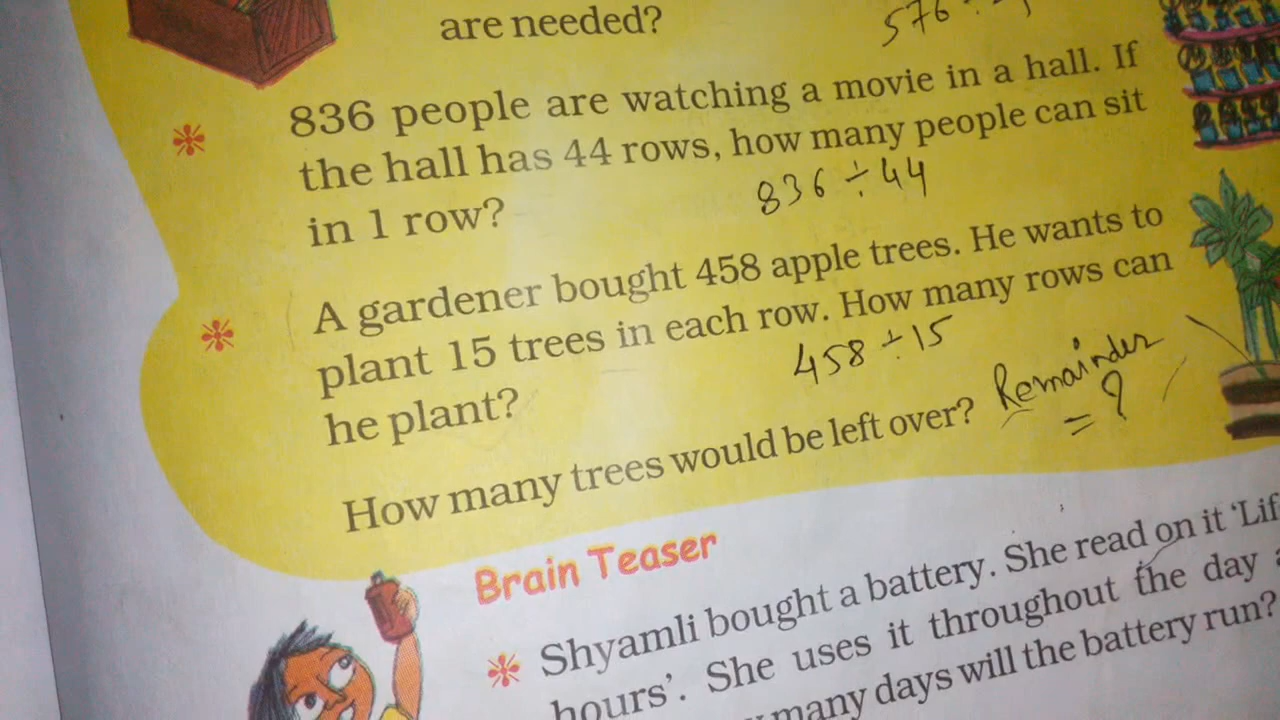 are needed?
576 ÷
836 people are watching a movie in a hall. If
the hall has 44 rows, how many people can sit
in 1 row?
836 ÷ 44
A gardener bought 458 apple trees. He wants to
plant 15 trees in each row. How many rows can
he plant?
458 ÷ 15
How many trees would be left over?
Remainder
= ?
Brain Teaser
Shyamli bought a battery. She read on it ‘Lif
hours’. She uses it throughout the day
many days will the battery run?